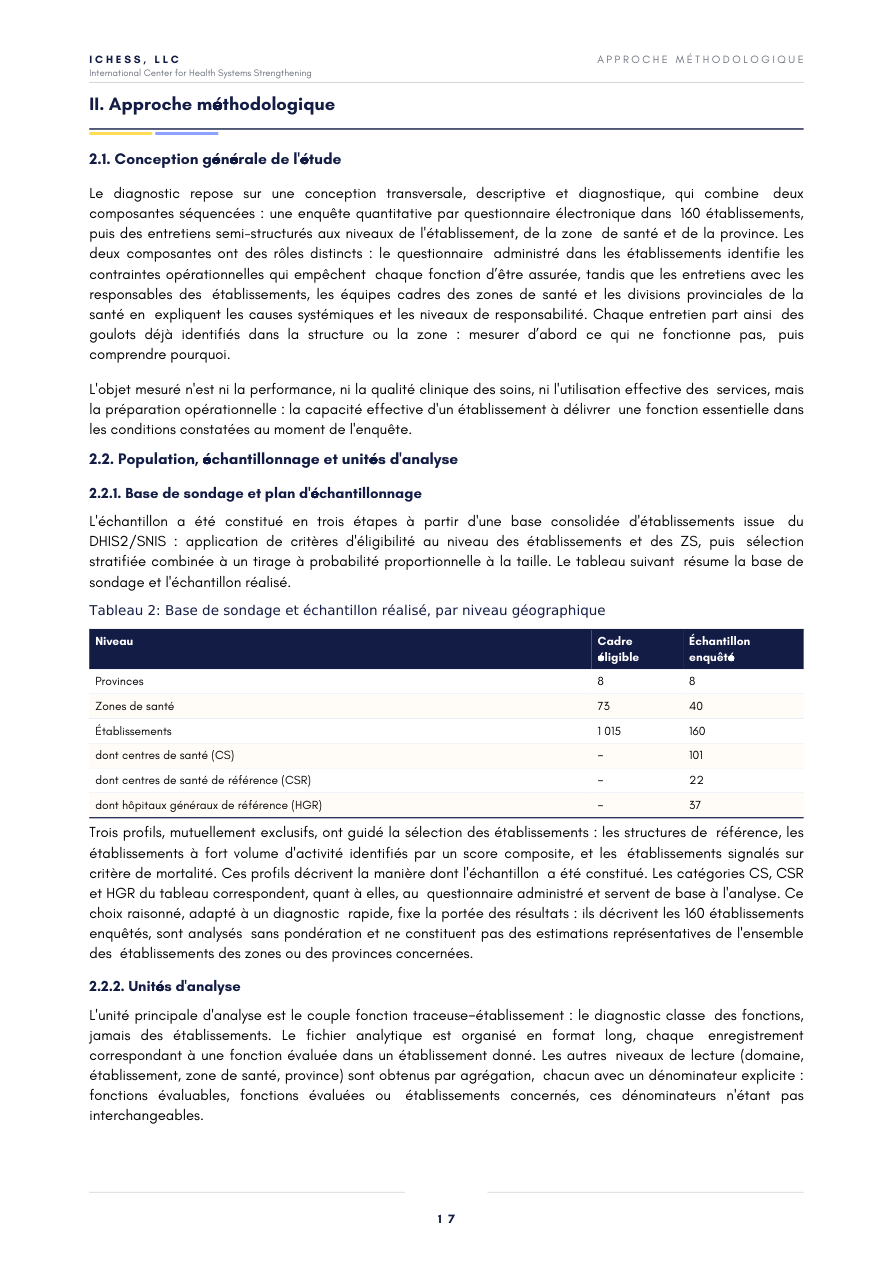 ICHESS, LLC
APPROCHE MÉTHODOLOGIQUE
International Center for Health Systems Strengthening
II. Approche méthodologique
2.1. Conception générale de l'étude
Le diagnostic repose sur une conception transversale, descriptive et diagnostique, qui combine deux
composantes séquencées : une enquête quantitative par questionnaire électronique dans 160 établissements,
puis des entretiens semi-structurés aux niveaux de l'établissement, de la zone de santé et de la province. Les
deux composantes ont des rôles distincts : le questionnaire administré dans les établissements identifie les
contraintes opérationnelles qui empêchent chaque fonction d’être assurée, tandis que les entretiens avec les
responsables des établissements, les équipes cadres des zones de santé et les divisions provinciales de la
santé en expliquent les causes systémiques et les niveaux de responsabilité. Chaque entretien part ainsi des
goulots déjà identifiés dans la structure ou la zone : mesurer d’abord ce qui ne fonctionne pas, puis
comprendre pourquoi.
L'objet mesuré n'est ni la performance, ni la qualité clinique des soins, ni l'utilisation effective des services, mais
la préparation opérationnelle : la capacité effective d'un établissement à délivrer une fonction essentielle dans
les conditions constatées au moment de l'enquête.
2.2. Population, échantillonnage et unités d'analyse
2.2.1. Base de sondage et plan d'échantillonnage
L'échantillon a été constitué en trois étapes à partir d'une base consolidée d'établissements issue du
DHIS2/SNIS : application de critères d'éligibilité au niveau des établissements et des ZS, puis sélection
stratifiée combinée à un tirage à probabilité proportionnelle à la taille. Le tableau suivant résume la base de
sondage et l'échantillon réalisé.
Tableau 2: Base de sondage et échantillon réalisé, par niveau géographique
Niveau Cadre éligible Échantillon enquêté
Provinces 8 8
Zones de santé 73 40
Établissements 1 015 160
dont centres de santé (CS) – 101
dont centres de santé de référence (CSR) – 22
dont hôpitaux généraux de référence (HGR) – 37
Trois profils, mutuellement exclusifs, ont guidé la sélection des établissements : les structures de référence, les
établissements à fort volume d'activité identifiés par un score composite, et les établissements signalés sur
critère de mortalité. Ces profils décrivent la manière dont l'échantillon a été constitué. Les catégories CS, CSR
et HGR du tableau correspondent, quant à elles, au questionnaire administré et servent de base à l'analyse. Ce
choix raisonné, adapté à un diagnostic rapide, fixe la portée des résultats : ils décrivent les 160 établissements
enquêtés, sont analysés sans pondération et ne constituent pas des estimations représentatives de l'ensemble
des établissements des zones ou des provinces concernées.
2.2.2. Unités d'analyse
L'unité principale d'analyse est le couple fonction traceuse–établissement : le diagnostic classe des fonctions,
jamais des établissements. Le fichier analytique est organisé en format long, chaque enregistrement
correspondant à une fonction évaluée dans un établissement donné. Les autres niveaux de lecture (domaine,
établissement, zone de santé, province) sont obtenus par agrégation, chacun avec un dénominateur explicite :
fonctions évaluables, fonctions évaluées ou établissements concernés, ces dénominateurs n'étant pas
interchangeables.
17